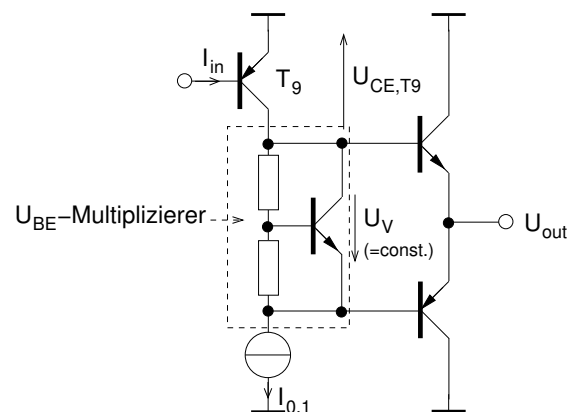 I_in
T_9
U_CE,T9
U_BE–Multiplizierer
U_V
(=const.)
U_out
I_0,1